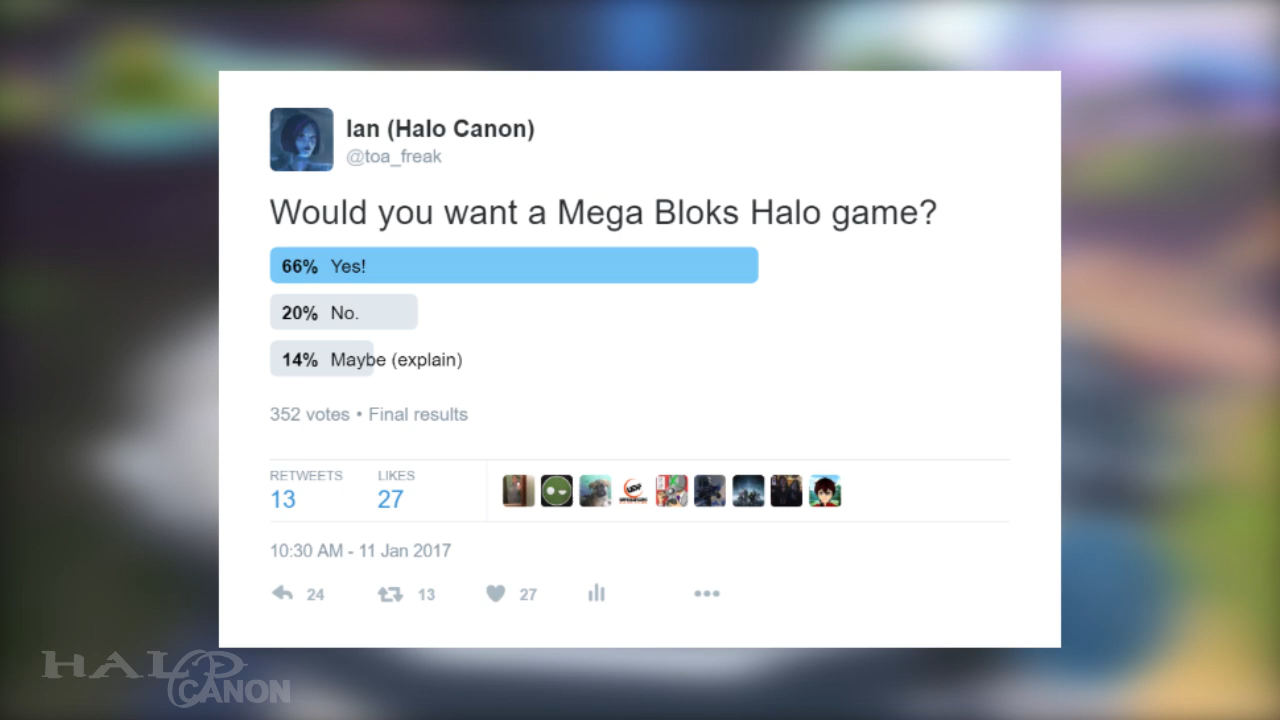 Ian (Halo Canon)
@toa_freak
Would you want a Mega Bloks Halo game?
66% Yes!
20% No.
14% Maybe (explain)
352 votes • Final results
RETWEETS LIKES
13 27
10:30 AM - 11 Jan 2017
24 13 27
HALO
CANON